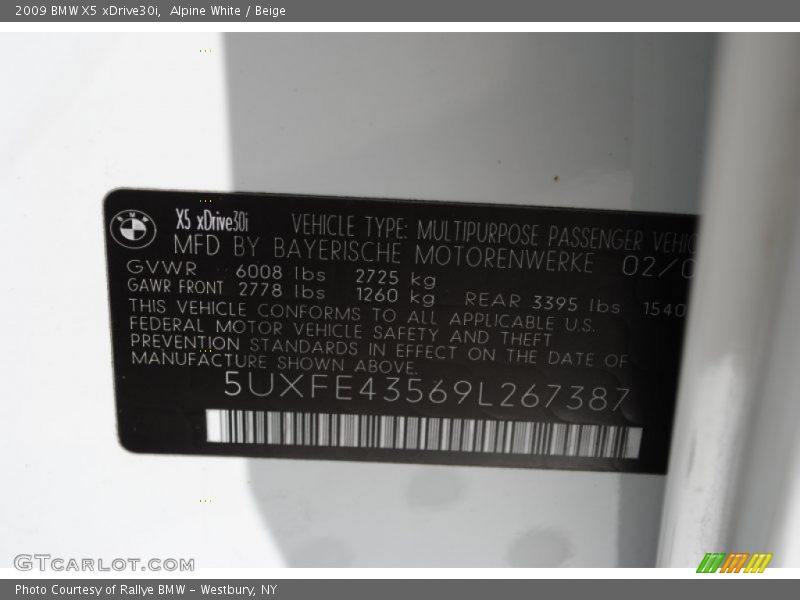 2009 BMW X5 xDrive30i, Alpine White / Beige
BMW
X5 xDrive30i VEHICLE TYPE: MULTIPURPOSE PASSENGER
MFD BY BAYERISCHE MOTORENWERKE 02/0
GVWR 6008 lbs 2725 kg
GAWR FRONT 2778 lbs 1260 kg REAR 3395 lbs 1540
THIS VEHICLE CONFORMS TO ALL APPLICABLE U.S.
FEDERAL MOTOR VEHICLE SAFETY AND THEFT
PREVENTION STANDARDS IN EFFECT ON THE DATE OF
MANUFACTURE SHOWN ABOVE.
5UXFE43569L267387
GTCARLOT.COM
Photo Courtesy of Rallye BMW - Westbury, NY